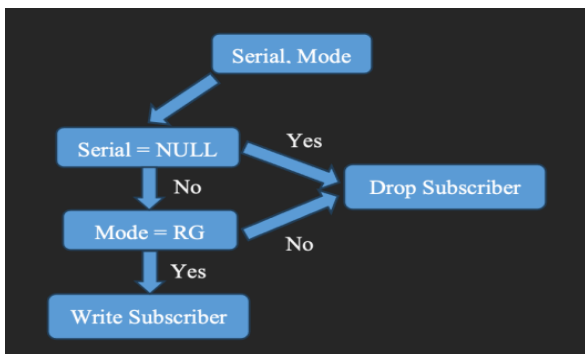 Serial, Mode
Serial = NULL
Yes
No
Drop Subscriber
Mode = RG
No
Yes
Write Subscriber